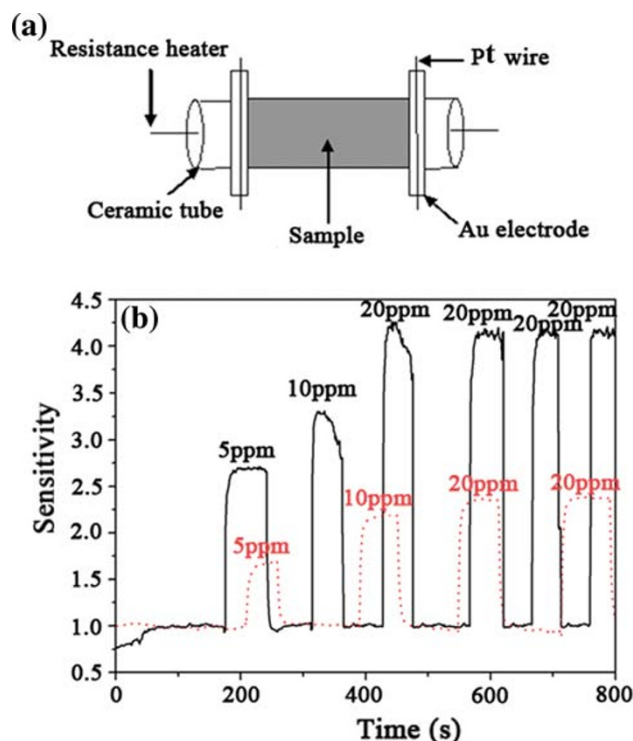 (a)
Resistance heater
Pt wire
Ceramic tube
Sample
Au electrode
(b)
4.5
4.0
3.5
3.0
2.5
2.0
1.5
1.0
0.5
Sensitivity
5ppm
10ppm
20ppm
20ppm
20ppm
20ppm
5ppm
10ppm
20ppm
20ppm
0
200
400
600
800
Time (s)